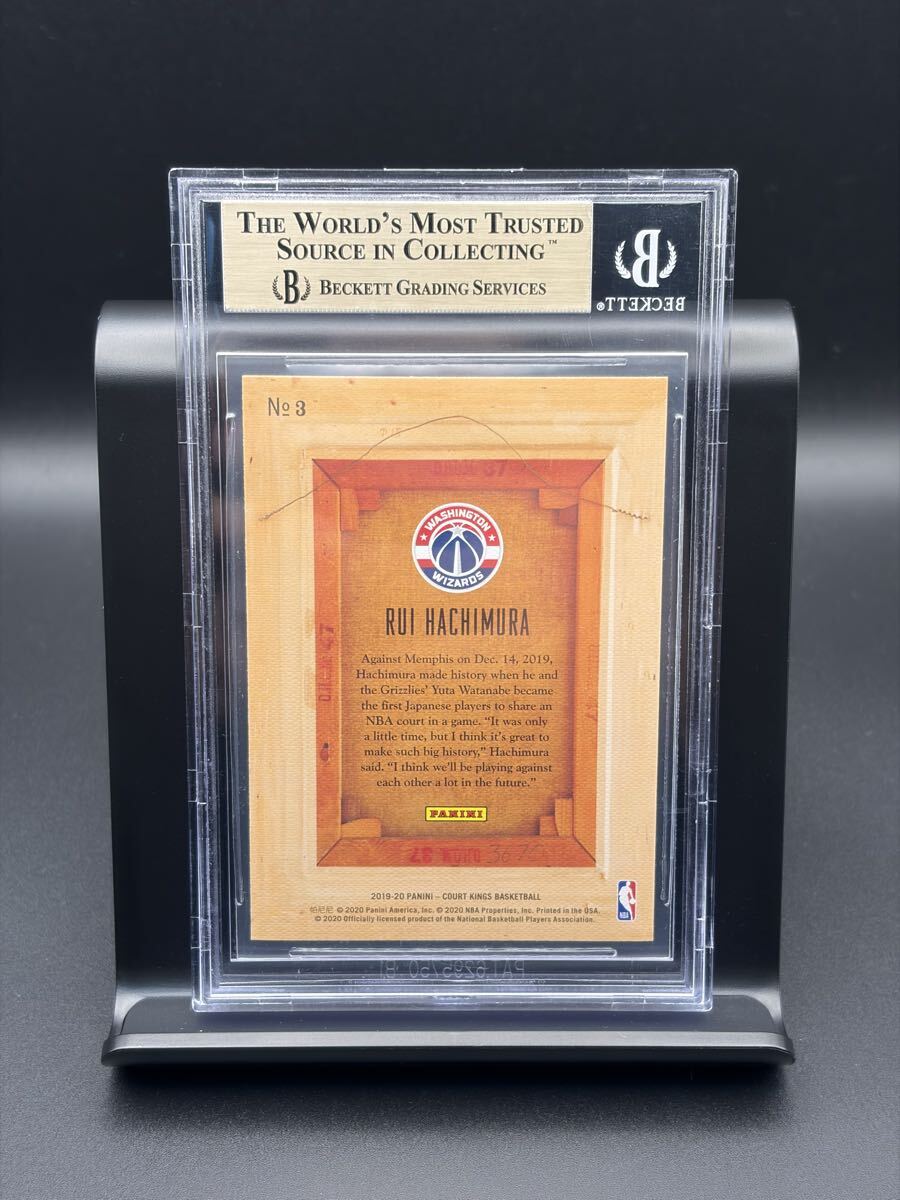 THE WORLD'S MOST TRUSTED
SOURCE IN COLLECTING™
B BECKETT GRADING SERVICES
B
BECKETT®
No 3
WASHINGTON
WIZARDS
RUI HACHIMURA
Against Memphis on Dec. 14, 2019,
Hachimura made history when he and
the Grizzlies' Yuta Watanabe became
the first Japanese players to share an
NBA court in a game. “It was only
a little time, but I think it's great to
make such big history,” Hachimura
said. “I think we'll be playing against
each other a lot in the future.”
PANINI
2019-20 PANINI – COURT KINGS BASKETBALL
帕尼尼 © 2020 Panini America, Inc. © 2020 NBA Properties, Inc. Printed in the USA.
© 2020 Officially licensed product of the National Basketball Players Association.
NBA